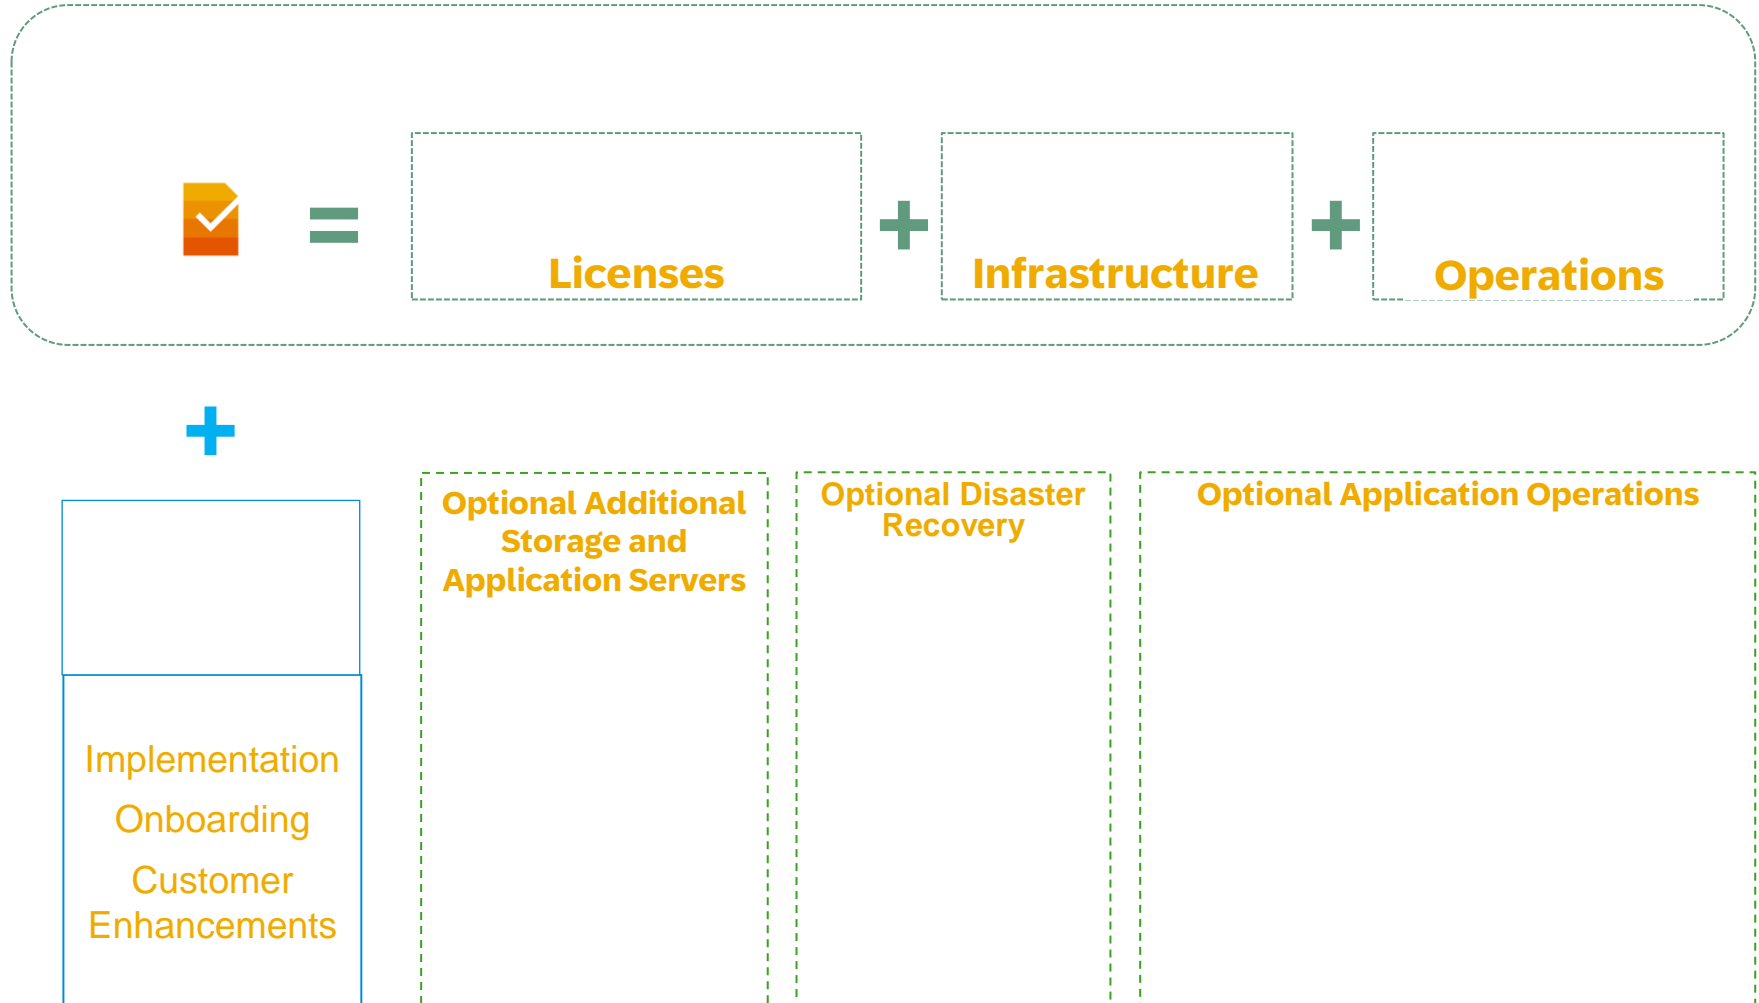 =
Licenses
+
Infrastructure
+
Operations
+
Optional Additional
Storage and
Application Servers
Optional Disaster
Recovery
Optional Application Operations
Implementation
Onboarding
Customer
Enhancements